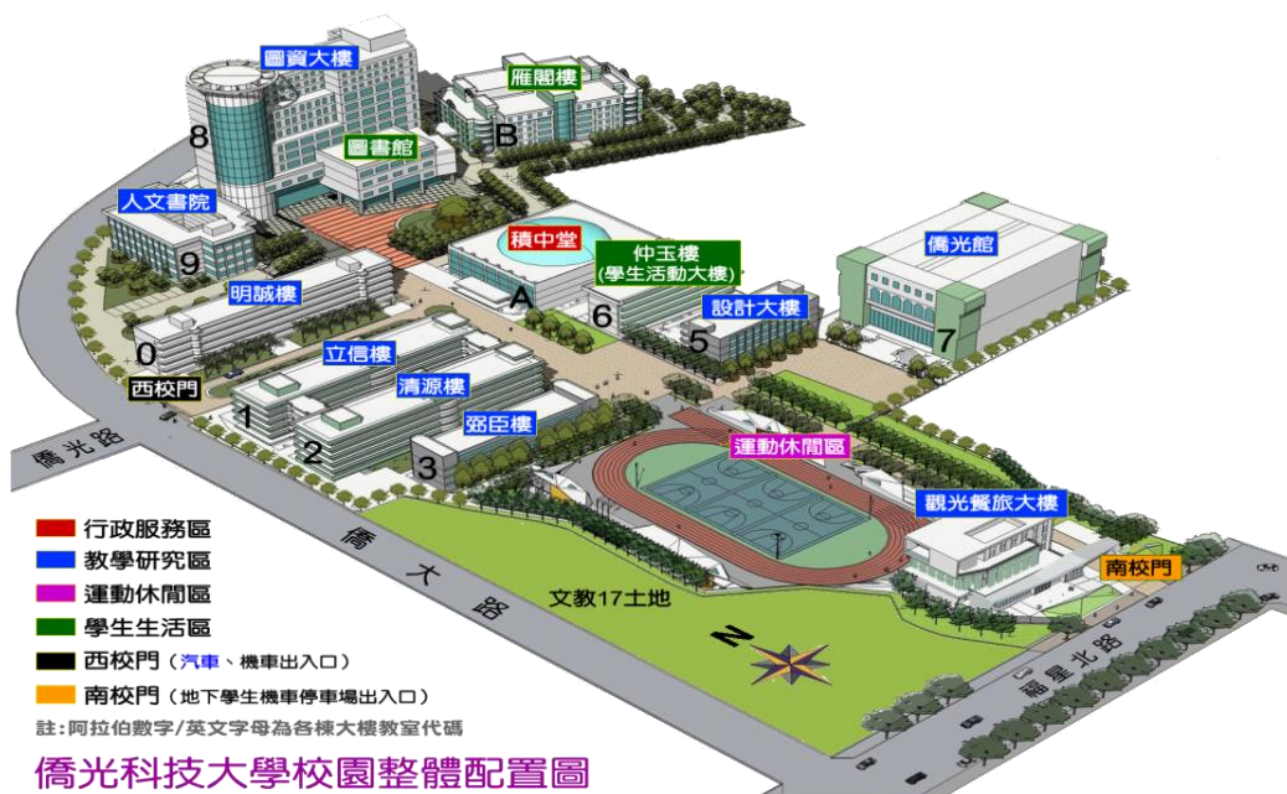 圖資大樓
雁閣樓
8
B
圖書館
人文書院
9
積中堂
仲玉樓
(學生活動大樓)
僑光館
明誠樓
A
6
設計大樓
5
7
0
立信樓
西校門
清源樓
1
弼臣樓
2
3
運動休閒區
僑光路
觀光餐旅大樓
南校門
僑大路
文教17土地
N
福星北路
行政服務區
教學研究區
運動休閒區
學生生活區
西校門（汽車、機車出入口）
南校門（地下學生機車停車場出入口）
註:阿拉伯數字/英文字母為各棟大樓教室代碼
僑光科技大學校園整體配置圖